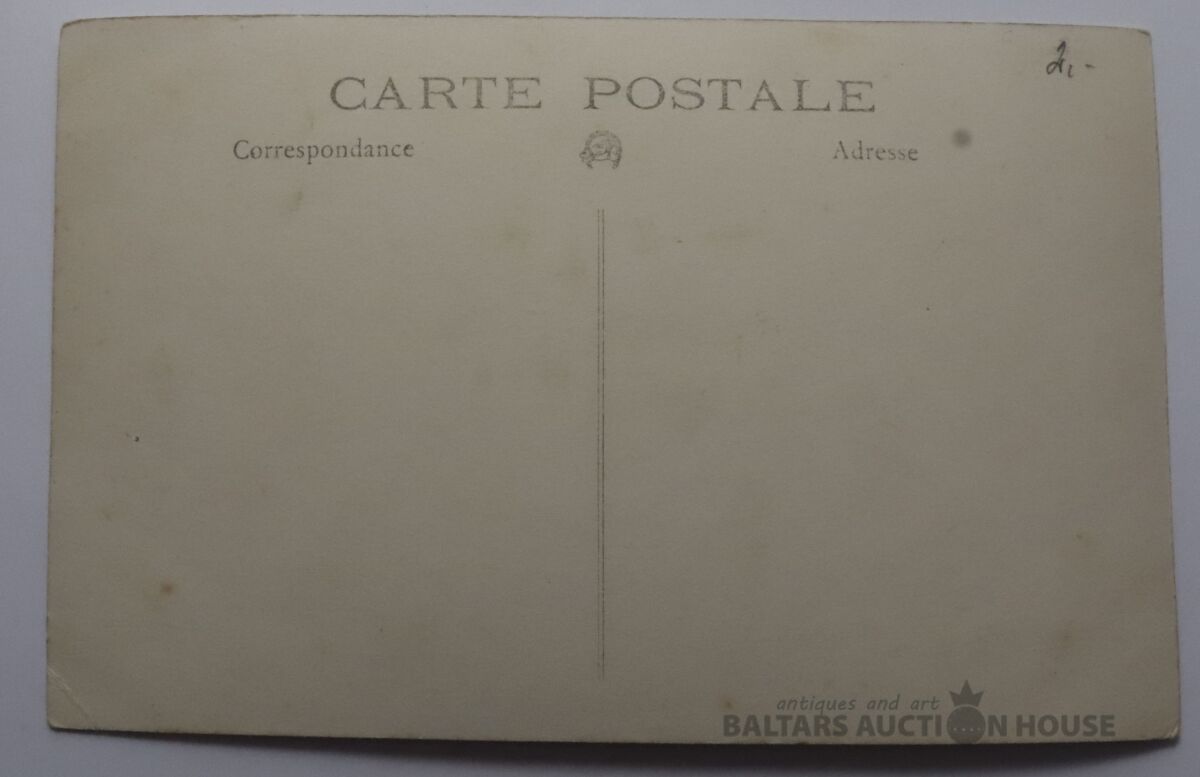 2,-
CARTE POSTALE
Correspondance
Adresse
antiques and art
BALTARS AUCTION HOUSE